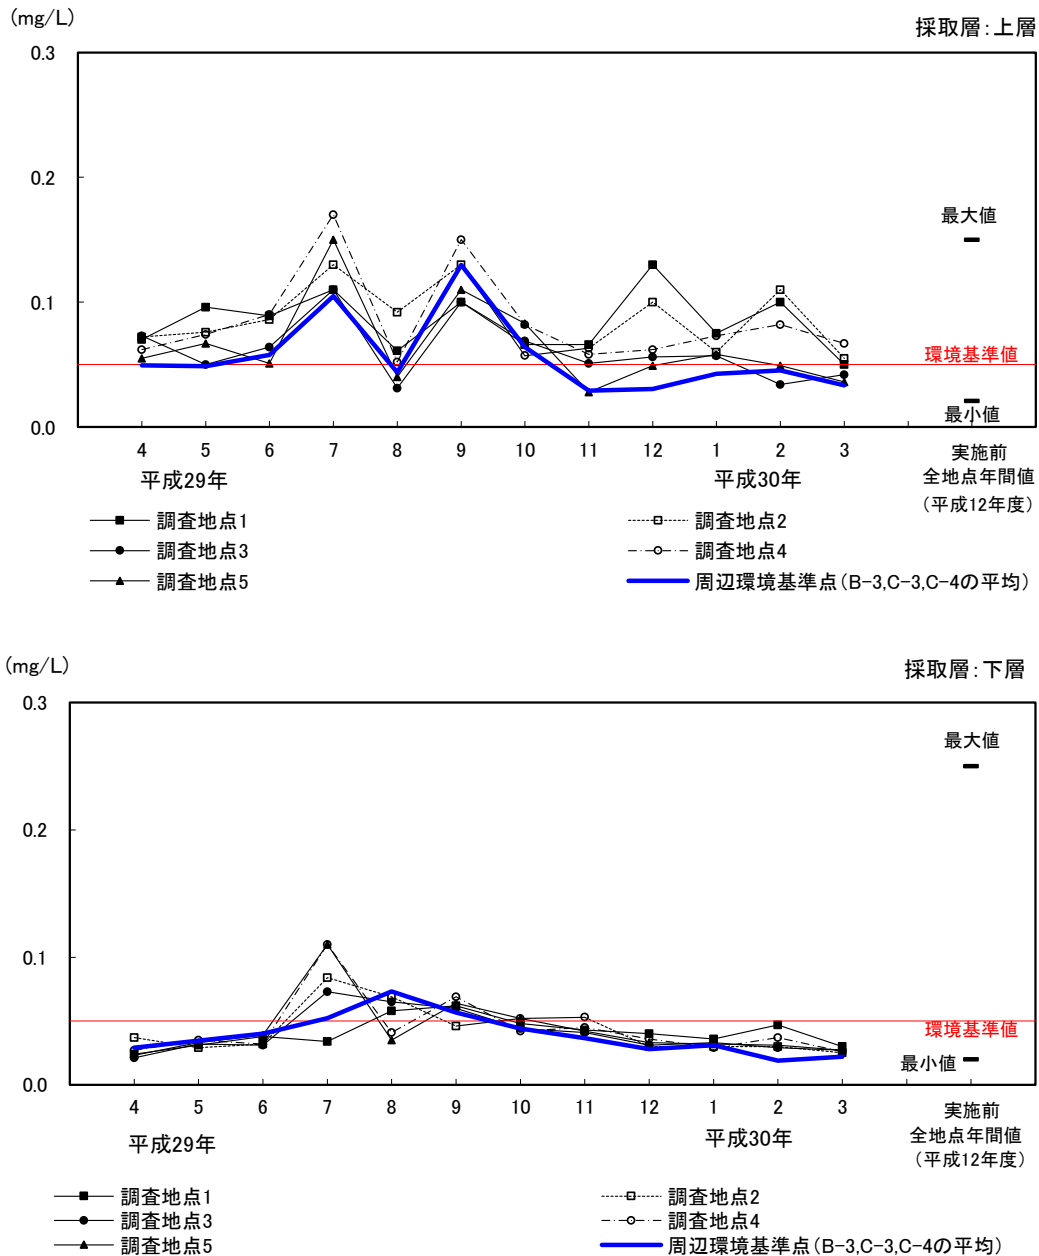 (mg/L)
採取層：上層
0.3
0.2
最大値
0.1
環境基準値
0.0
最小値
4 5 6 7 8 9 10 11 12 1 2 3
実施前
平成29年 平成30年
全地点年間値
（平成12年度）
調査地点1 調査地点2
調査地点3 調査地点4
調査地点5 周辺環境基準点（B-3,C-3,C-4の平均）
(mg/L)
採取層：下層
0.3
最大値
0.2
0.1
環境基準値
最小値
0.0
4 5 6 7 8 9 10 11 12 1 2 3
実施前
平成29年 平成30年
全地点年間値
（平成12年度）
調査地点1 調査地点2
調査地点3 調査地点4
調査地点5 周辺環境基準点（B-3,C-3,C-4の平均）